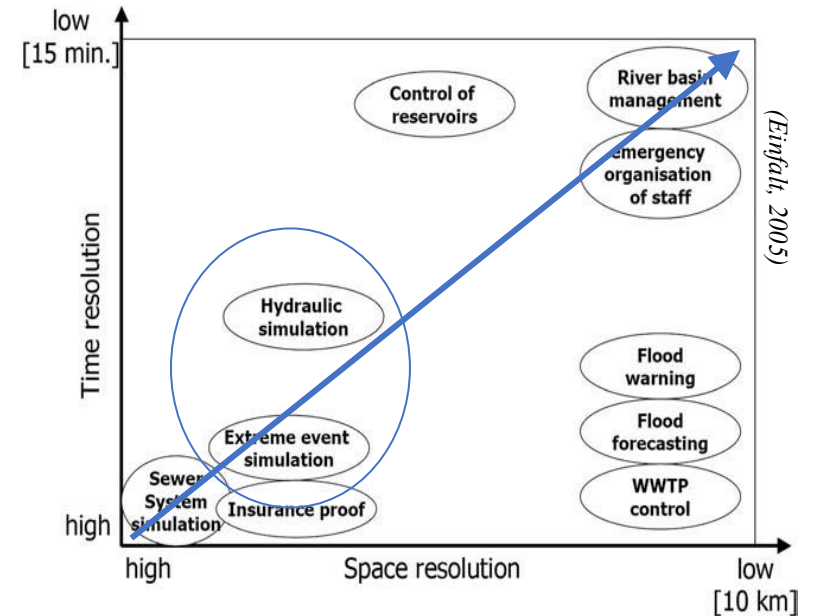 low
[15 min.]
River basin
management
Control of
reservoirs
emergency
organisation
of staff
(Einfalt, 2005)
Time resolution
Hydraulic
simulation
Flood
warning
Extreme event
simulation
Flood
forecasting
Sewer
System
simulation
Insurance proof
WWTP
control
high
high
Space resolution
low
[10 km]